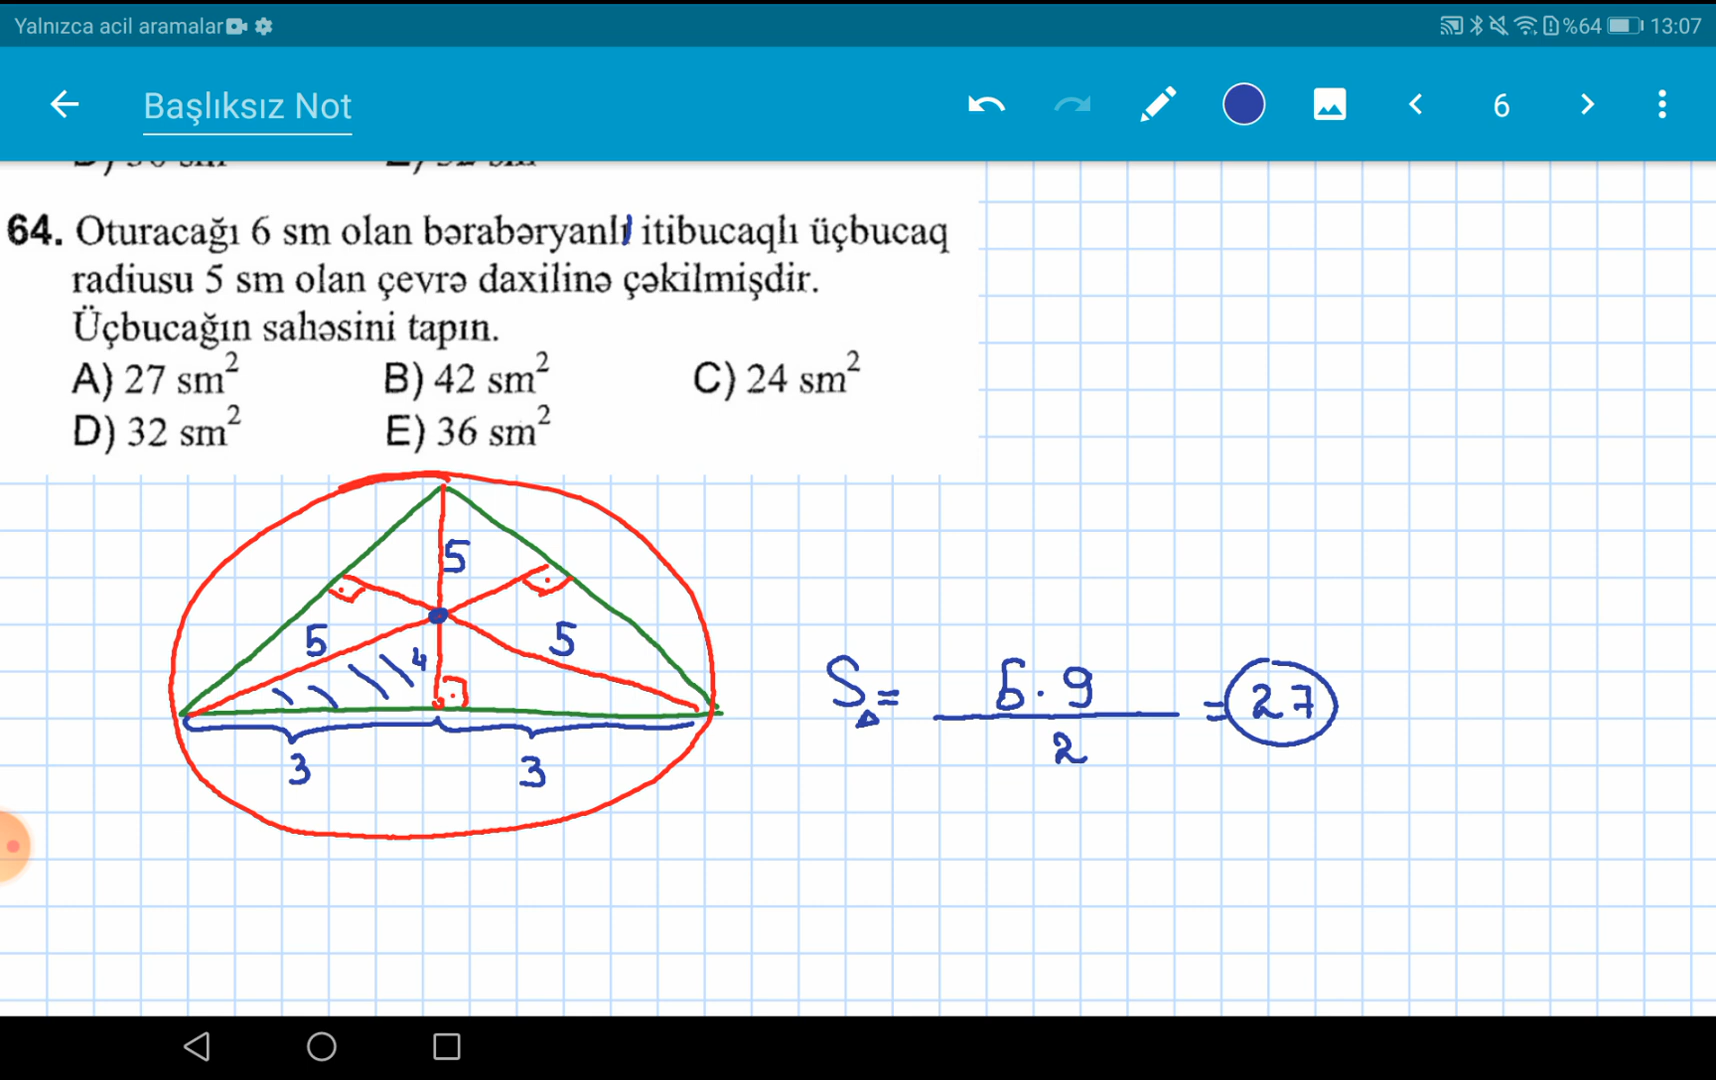 Yalnızca acil aramalar
%64 13:07
Başlıksız Not
6
64. Oturacağı 6 sm olan bərabəryanlı itibucaqlı üçbucaq
radiusu 5 sm olan çevrə daxilinə çəkilmişdir.
Üçbucağın sahəsini tapın.
A) 27 sm² B) 42 sm² C) 24 sm²
D) 32 sm² E) 36 sm²
5
5 4 5
3 3
S△ = 6·9 / 2 = 27